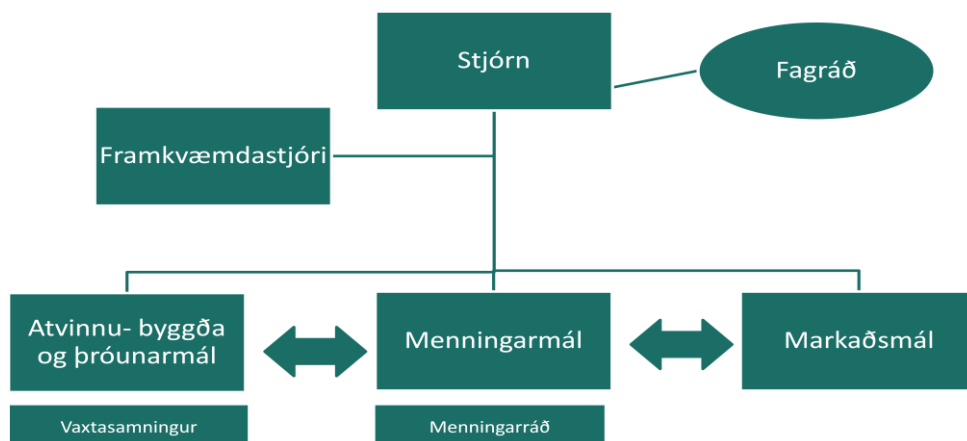 Stjórn
Fagráð
Framkvæmdastjóri
Atvinnu- byggða
og þróunarmál
Menningarmál
Markaðsmál
Vaxtasamningur
Menningarráð